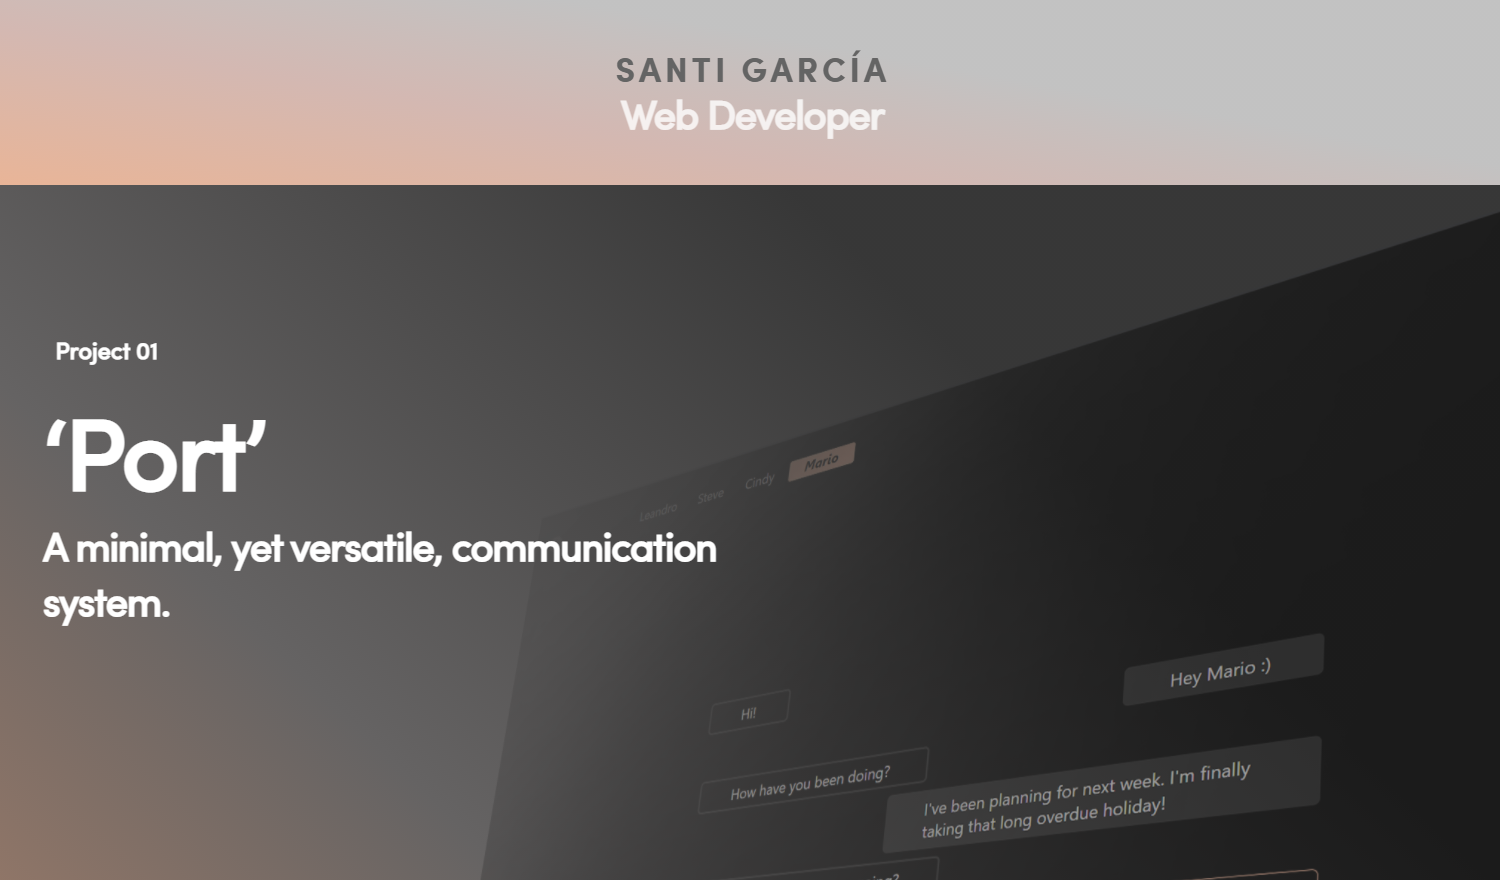 SANTI GARCÍA
Web Developer
Project 01
‘Port’
A minimal, yet versatile, communication
system.
Leandro
Steve
Cindy
Mario
Hey Mario :)
Hi!
How have you been doing?
I've been planning for next week. I'm finally
taking that long overdue holiday!